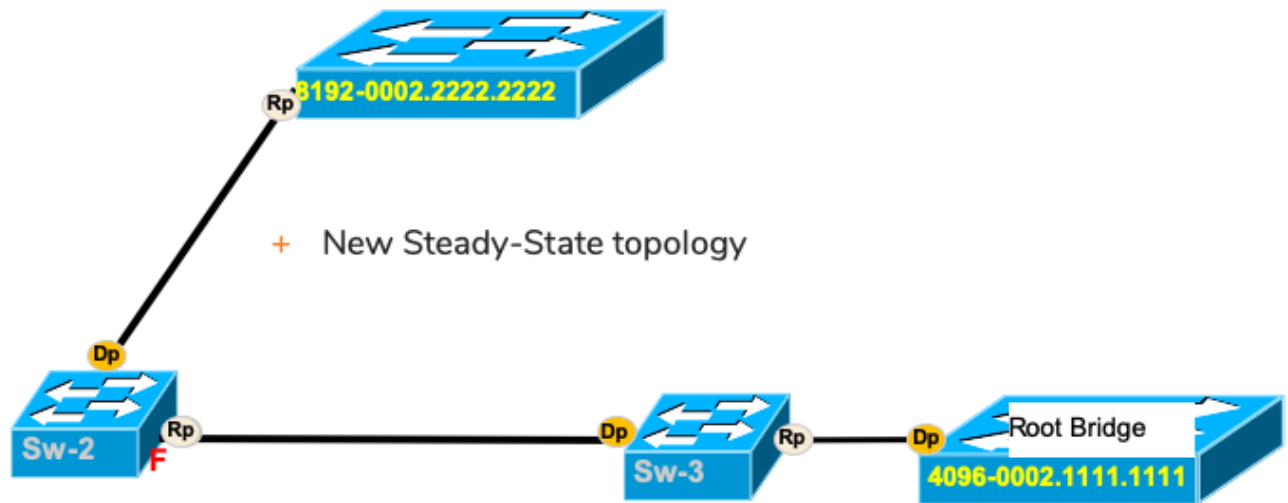 8192-0002.2222.2222
Rp
+ New Steady-State topology
Dp
Sw-2
Rp
F
Dp
Sw-3
Rp
Dp
Root Bridge
4096-0002.1111.1111